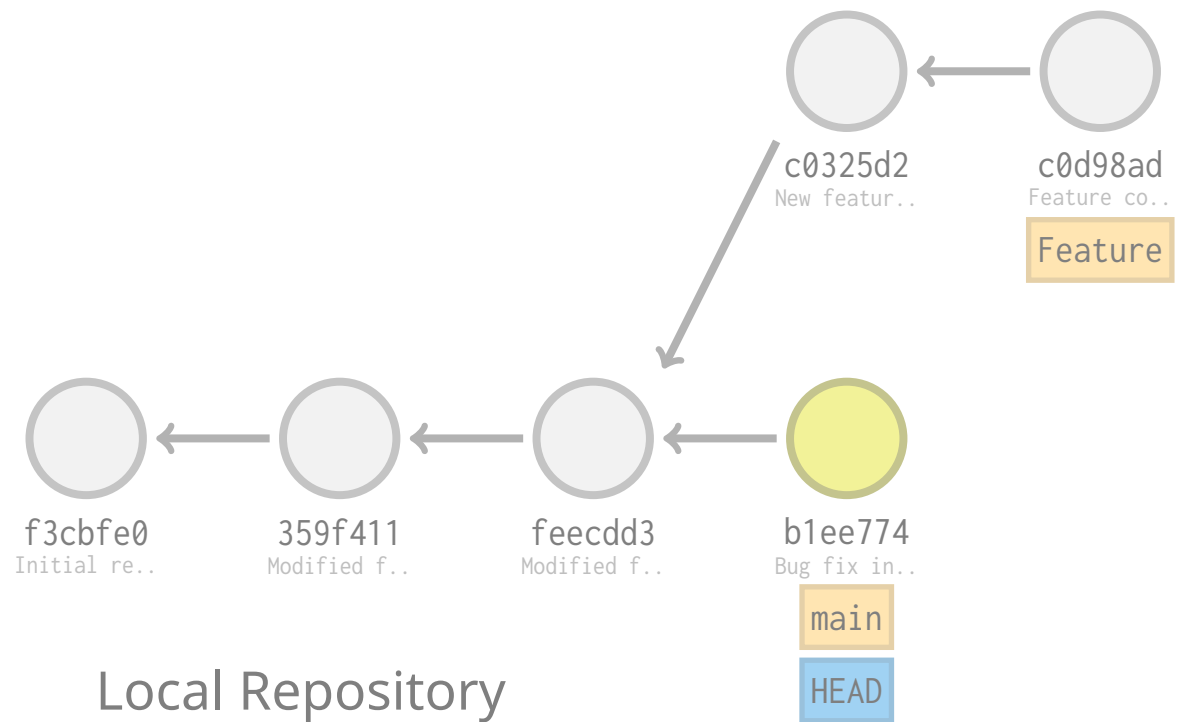 c0325d2
New featur..
c0d98ad
Feature co..
Feature
f3cbfe0
Initial re..
359f411
Modified f..
feecdd3
Modified f..
b1ee774
Bug fix in..
main
HEAD
Local Repository